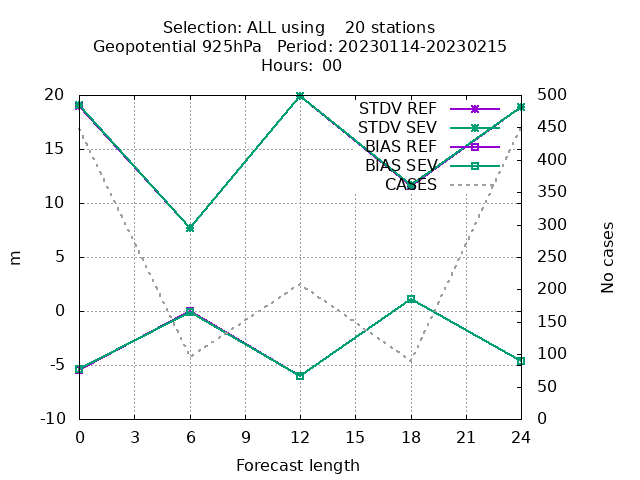 Selection: ALL using    20 stations
Geopotential 925hPa   Period: 20230114-20230215
Hours: 00
STDV REF
STDV SEV
BIAS REF
BIAS SEV
CASES
20
15
10
5
0
-5
-10
m
500
450
400
350
300
250
200
150
100
50
0
No cases
0 3 6 9 12 15 18 21 24
Forecast length